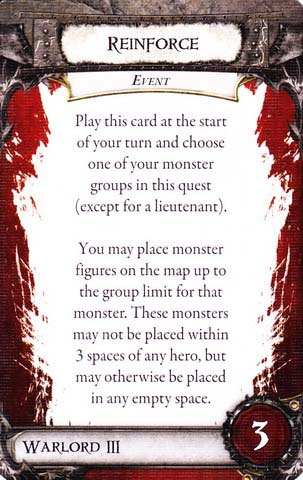 REINFORCE
EVENT
Play this card at the start
of your turn and choose
one of your monster
groups in this quest
(except for a lieutenant).
You may place monster
figures on the map up to
the group limit for that
monster. These monsters
may not be placed within
3 spaces of any hero, but
may otherwise be placed
in any empty space.
WARLORD III
3